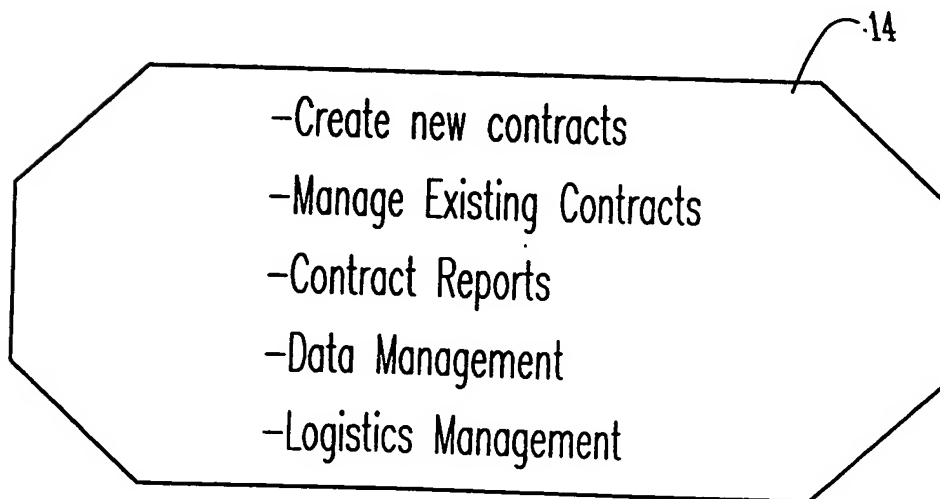 14
-Create new contracts
-Manage Existing Contracts
-Contract Reports
-Data Management
-Logistics Management